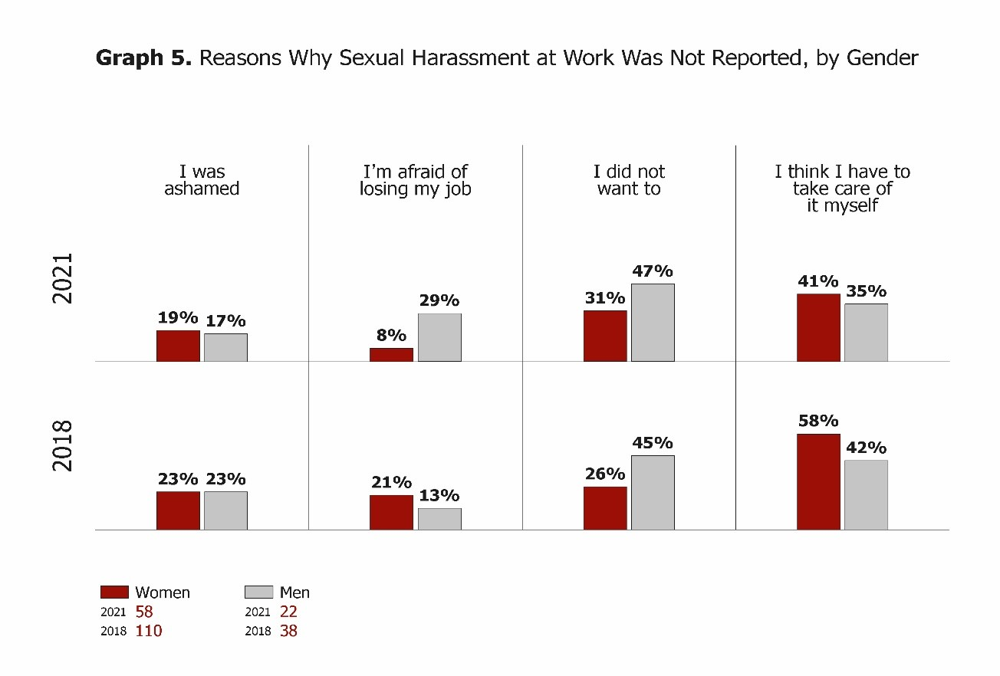 Graph 5. Reasons Why Sexual Harassment at Work Was Not Reported, by Gender
I was
ashamed
I'm afraid of
losing my job
I did not
want to
I think I have to
take care of
it myself
2021
19% 17%
8% 29%
31% 47%
41% 35%
2018
23% 23%
21% 13%
26% 45%
58% 42%
Women
2021 58
2018 110
Men
2021 22
2018 38